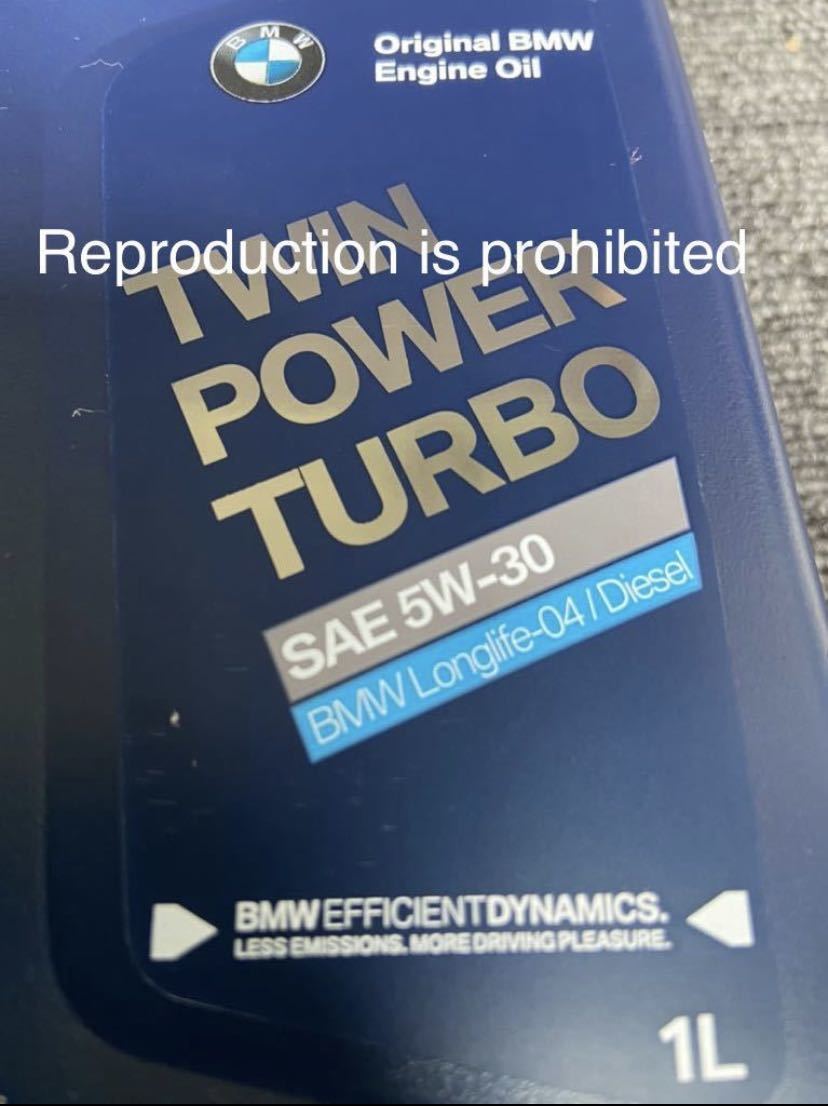 BMW
Original BMW
Engine Oil
Reproduction is prohibited
TWIN
POWER
TURBO
SAE 5W-30
BMW Longlife-04 / Diesel
BMW EFFICIENTDYNAMICS.
LESS EMISSIONS. MORE DRIVING PLEASURE.
1L